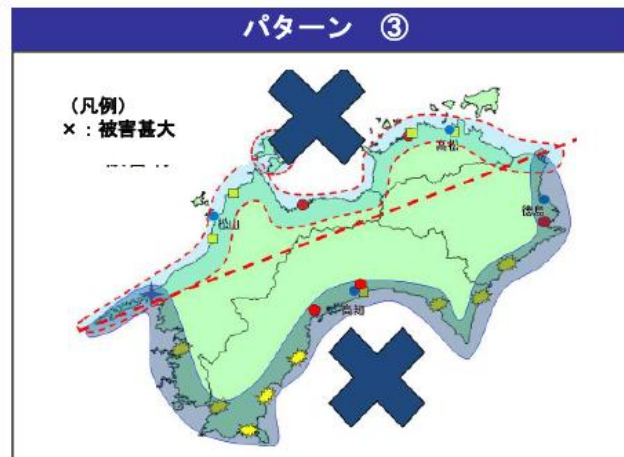 パターン ③
(凡例)
×:被害甚大
高松
徳島
松山
高知